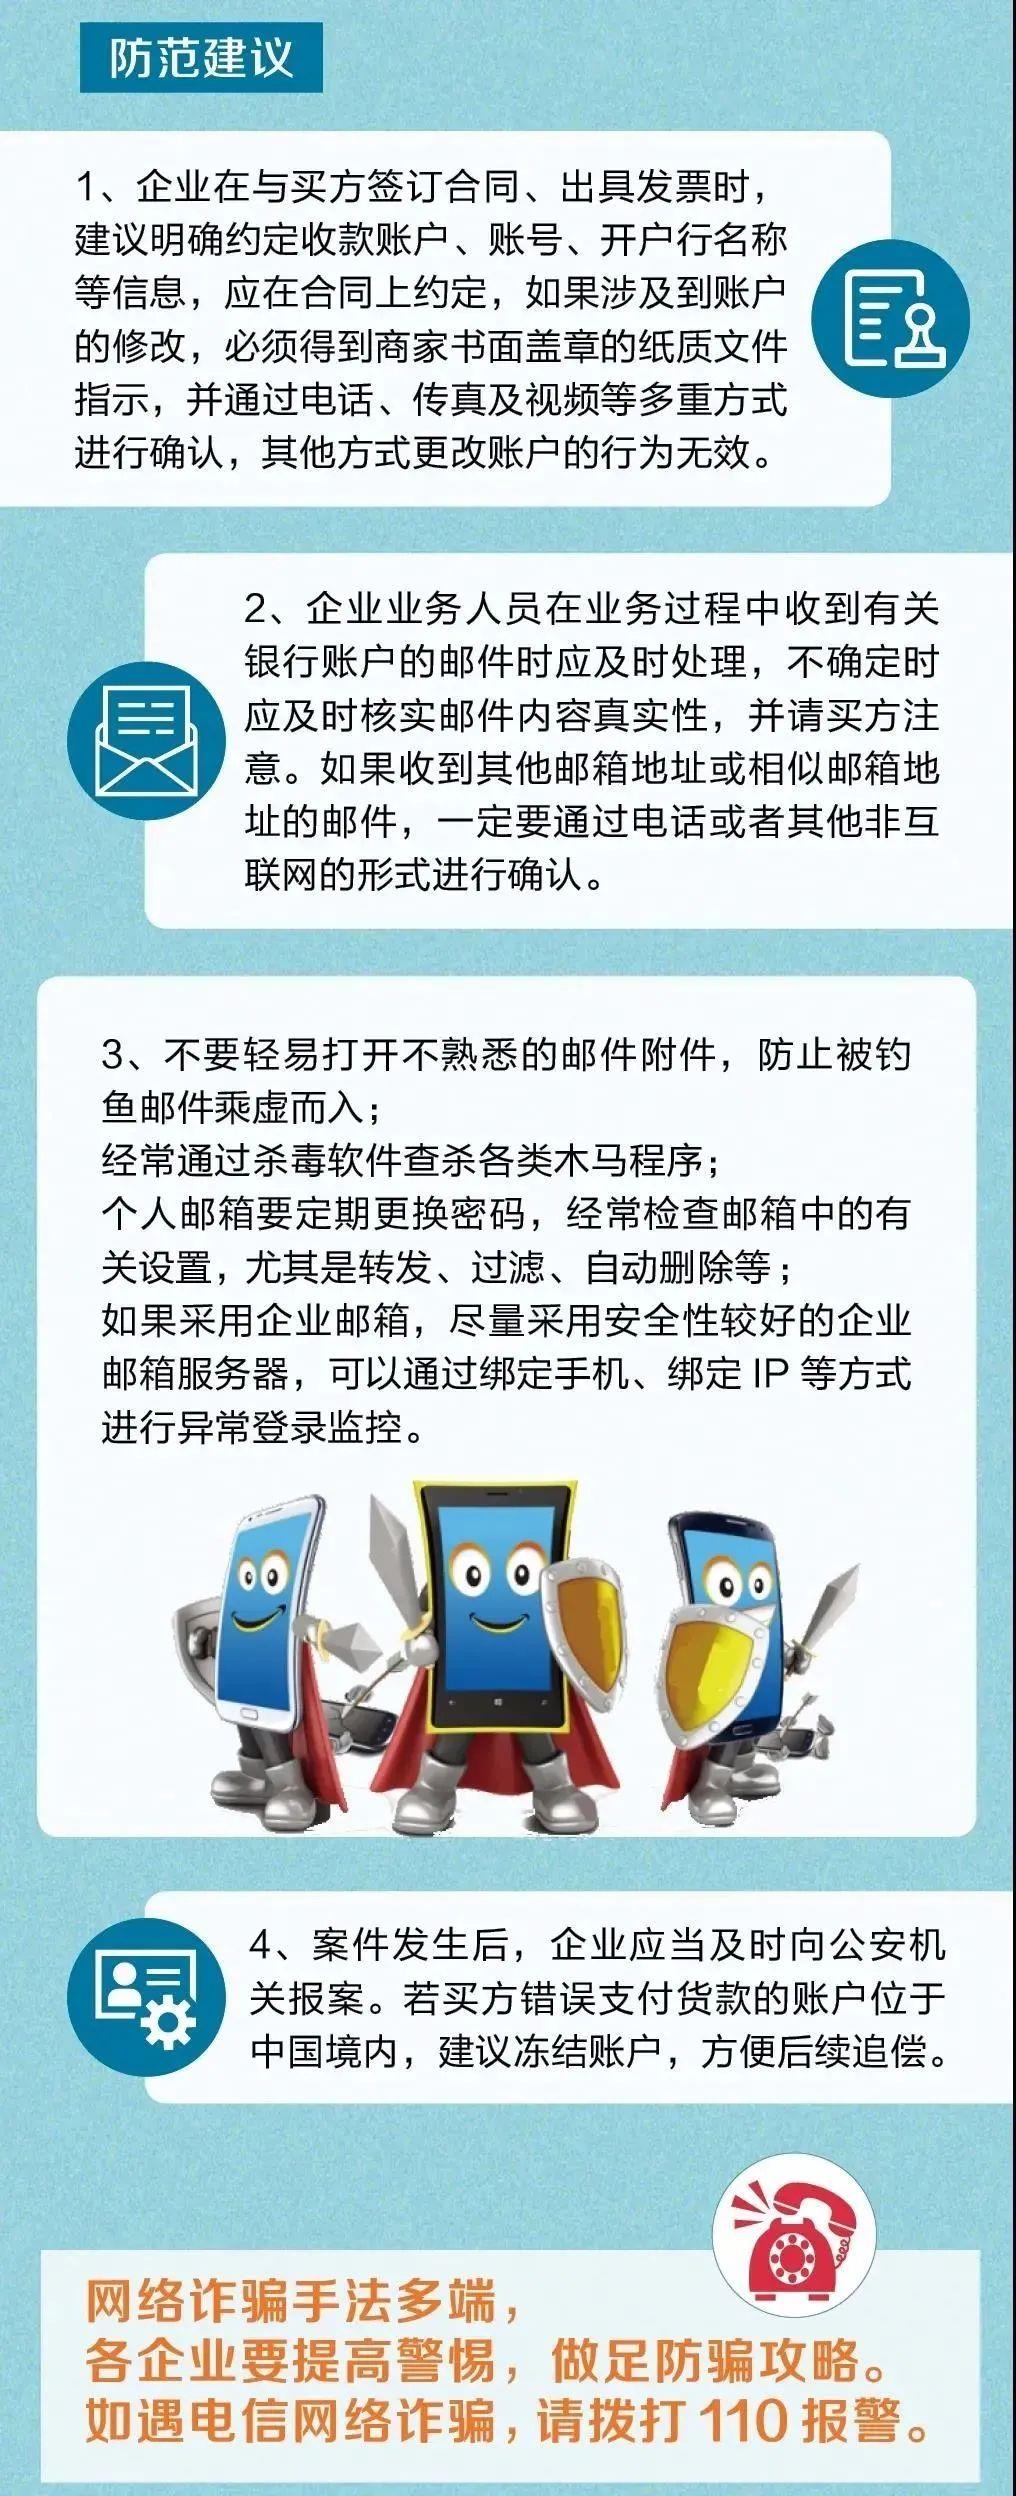 防范建议
1、企业在与买方签订合同、出具发票时，
建议明确约定收款账户、账号、开户行名称
等信息，应在合同上约定，如果涉及到账户
的修改，必须得到商家书面盖章的纸质文件
指示，并通过电话、传真及视频等多重方式
进行确认，其他方式更改账户的行为无效。
2、企业业务人员在业务过程中收到有关
银行账户的邮件时应及时处理，不确定时
应及时核实邮件内容真实性，并请买方注
意。如果收到其他邮箱地址或相似邮箱地
址的邮件，一定要通过电话或者其他非互
联网的形式进行确认。
3、不要轻易打开不熟悉的邮件附件，防止被钓
鱼邮件乘虚而入；
经常通过杀毒软件查杀各类木马程序；
个人邮箱要定期更换密码，经常检查邮箱中的有
关设置，尤其是转发、过滤、自动删除等；
如果采用企业邮箱，尽量采用安全性较好的企业
邮箱服务器，可以通过绑定手机、绑定 IP 等方式
进行异常登录监控。
4、案件发生后，企业应当及时向公安机
关报案。若买方错误支付货款的账户位于
中国境内，建议冻结账户，方便后续追偿。
网络诈骗手法多端，
各企业要提高警惕，做足防骗攻略。
如遇电信网络诈骗，请拨打 110 报警。